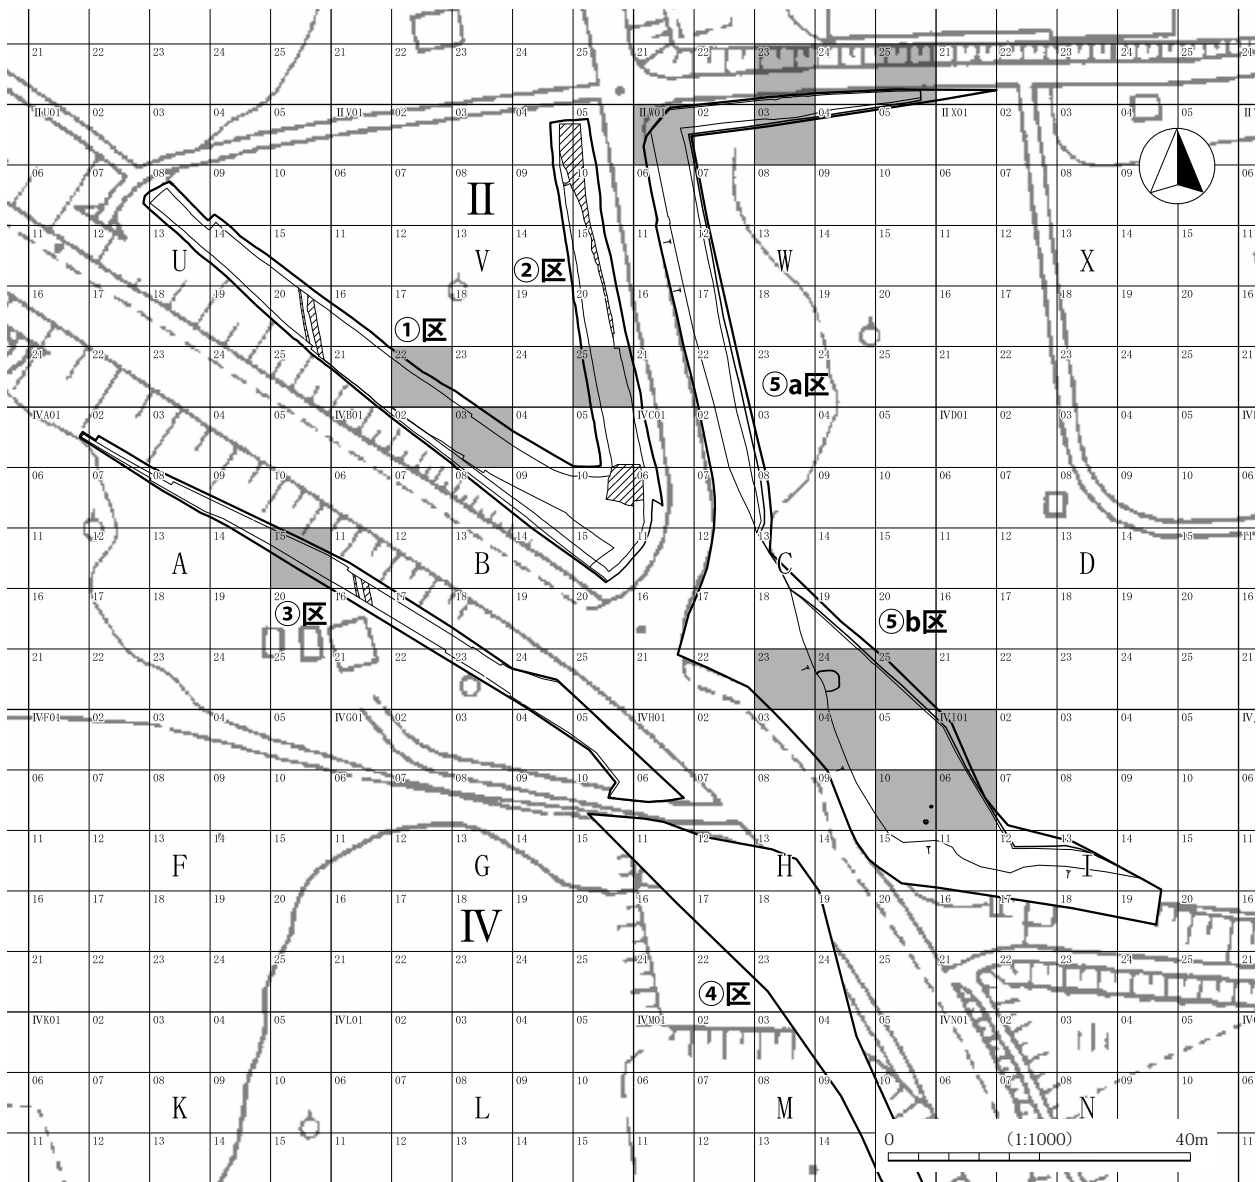 21 22 23 24 25 21 22 23 24 25 21 22 23 24 25 21 22 23 24 25 21
ⅡU01 02 03 04 05 ⅡV01 02 03 04 05 ⅡW01 02 03 04 05 ⅡX01 02 03 04 05
06 07 08 09 10 06 07 08 09 10 06 07 08 09 10 06 07 08 09 10 06
Ⅱ
11 12 13 14 15 11 12 13 14 15 11 12 13 14 15 11 12 13 14 15 11
U V ②区 W X
16 17 18 19 20 16 17 18 19 20 16 17 18 19 20 16 17 18 19 20 16
①区
21 22 23 24 25 21 22 23 24 25 21 22 23 24 25 21 22 23 24 25 21
⑤a区
ⅣA01 02 03 04 05 ⅣB01 02 03 04 05 ⅣC01 02 03 04 05 ⅣD01 02 03 04 05
06 07 08 09 10 06 07 08 09 10 06 07 08 09 10 06 07 08 09 10 06
11 12 13 14 15 11 12 13 14 15 11 12 13 14 15 11 12 13 14 15 11
A B C D
16 17 18 19 20 16 17 18 19 20 16 17 18 19 20 16 17 18 19 20 16
③区 ⑤b区
21 22 23 24 25 21 22 23 24 25 21 22 23 24 25 21 22 23 24 25 21
ⅣF01 02 03 04 05 ⅣG01 02 03 04 05 ⅣH01 02 03 04 05 ⅣI01 02 03 04 05
06 07 08 09 10 06 07 08 09 10 06 07 08 09 10 06 07 08 09 10 06
11 12 13 14 15 11 12 13 14 15 11 12 13 14 15 11 12 13 14 15 11
F G H I
16 17 18 19 20 16 17 18 19 20 16 17 18 19 20 16 17 18 19 20 16
Ⅳ
21 22 23 24 25 21 22 23 24 25 21 22 23 24 25 21 22 23 24 25 21
④区
ⅣK01 02 03 04 05 ⅣL01 02 03 04 05 ⅣM01 02 03 04 05 ⅣN01 02 03 04 05
06 07 08 09 10 06 07 08 09 10 06 07 08 09 10 06 07 08 09 10 06
K L M N
11 12 13 14 15 11 12 13 14 15 11 12 13 14 11
0 (1:1000) 40m